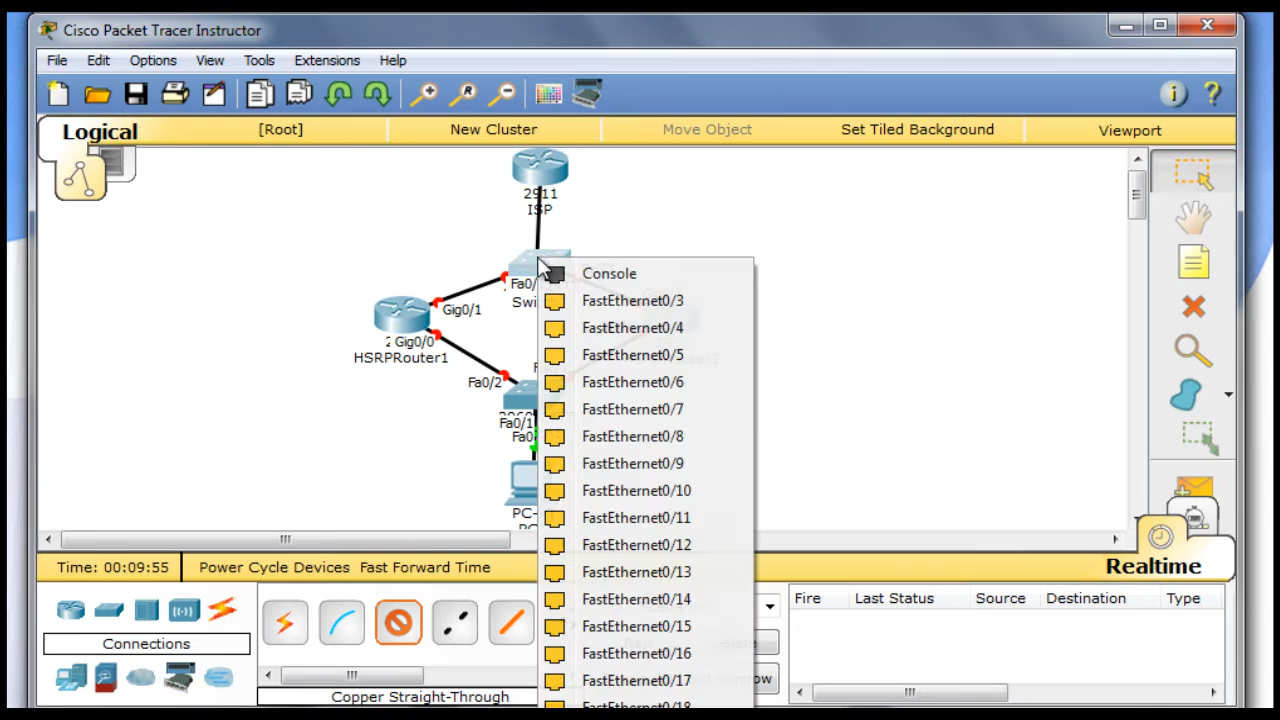 Cisco Packet Tracer Instructor
File Edit Options View Tools Extensions Help
Logical [Root] New Cluster Move Object Set Tiled Background Viewport
2911
ISP
Fa0/
Gig0/1
Gig0/0
HSRPRouter1
Fa0/2
Fa0/1
Console
FastEthernet0/3
FastEthernet0/4
FastEthernet0/5
FastEthernet0/6
FastEthernet0/7
FastEthernet0/8
FastEthernet0/9
FastEthernet0/10
FastEthernet0/11
FastEthernet0/12
FastEthernet0/13
FastEthernet0/14
FastEthernet0/15
FastEthernet0/16
FastEthernet0/17
FastEthernet0/18
Time: 00:09:55 Power Cycle Devices Fast Forward Time
Realtime
Connections
Copper Straight-Through
Fire Last Status Source Destination Type